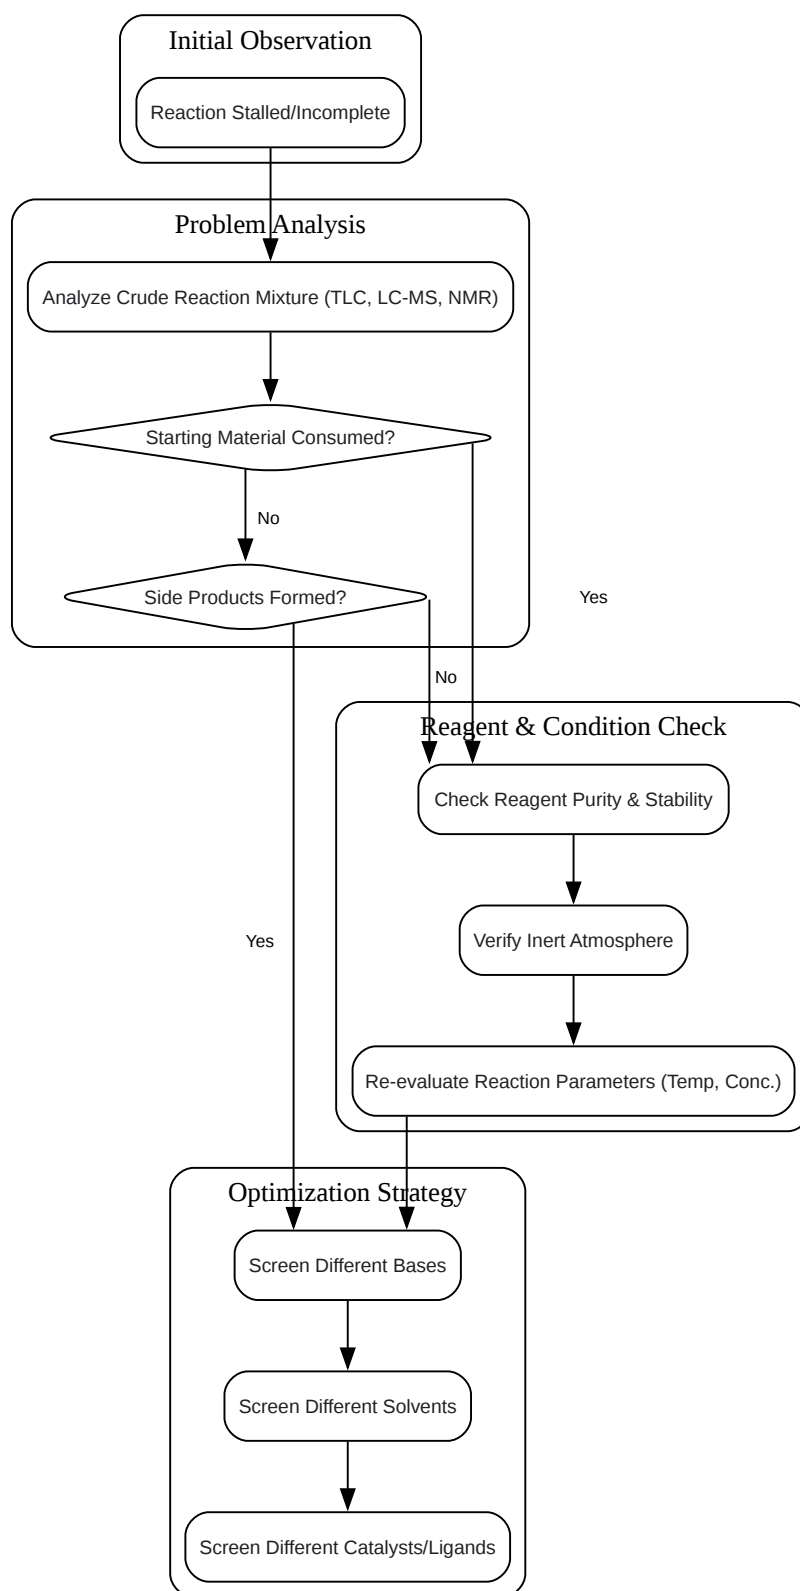 Initial Observation
Reaction Stalled/Incomplete
Problem Analysis
Analyze Crude Reaction Mixture (TLC, LC-MS, NMR)
Starting Material Consumed?
No
Side Products Formed?
Yes
No
Reagent & Condition Check
Check Reagent Purity & Stability
Yes
Verify Inert Atmosphere
Re-evaluate Reaction Parameters (Temp, Conc.)
Optimization Strategy
Screen Different Bases
Screen Different Solvents
Screen Different Catalysts/Ligands